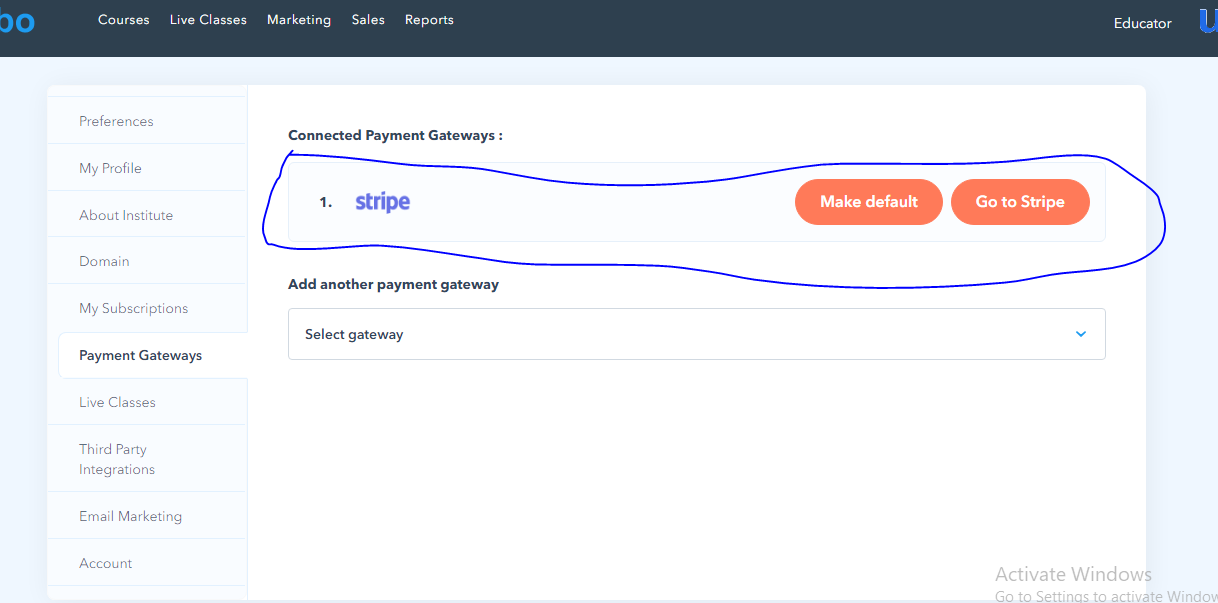 bo
Courses Live Classes Marketing Sales Reports
Educator
Preferences
My Profile
About Institute
Domain
My Subscriptions
Payment Gateways
Live Classes
Third Party
Integrations
Email Marketing
Account
Connected Payment Gateways :
1. stripe Make default Go to Stripe
Add another payment gateway
Select gateway
Activate Windows
Go to Settings to activate Window